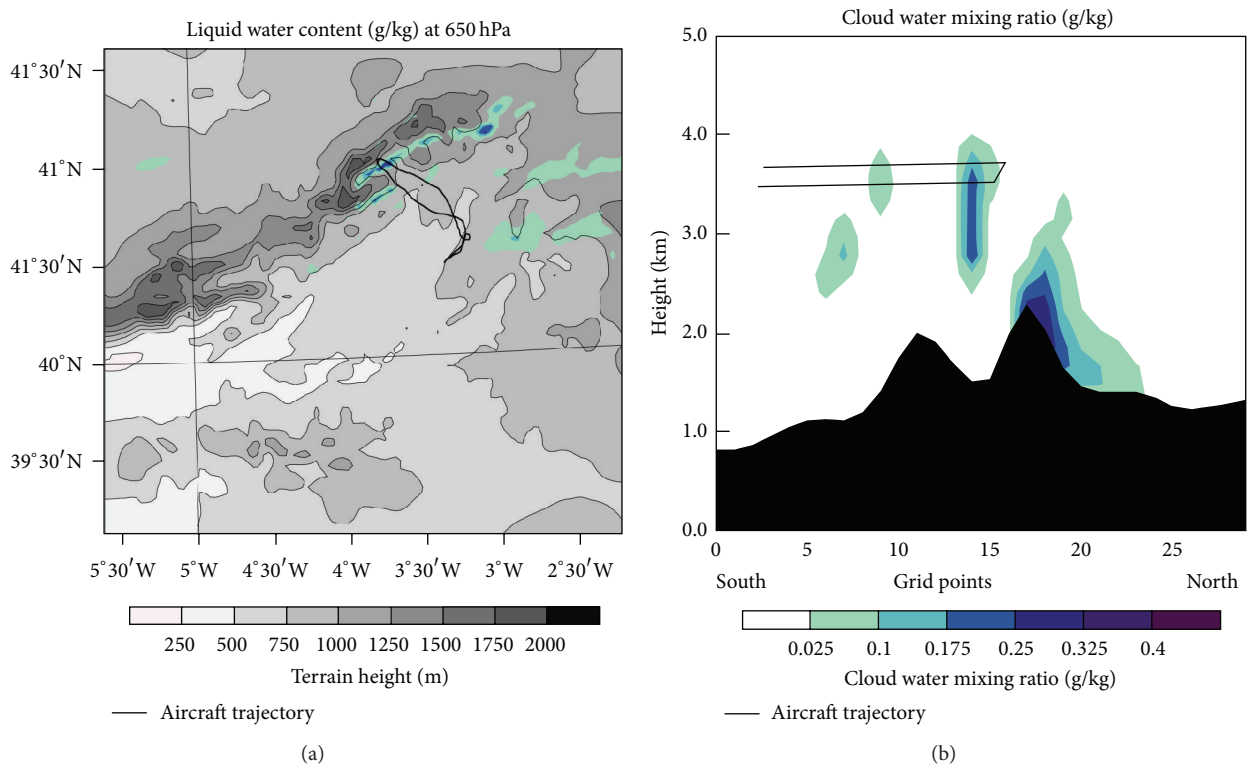 Liquid water content (g/kg) at 650 hPa
41°30′N
41°N
41°30′N
40°N
39°30′N
5°30′W 5°W 4°30′W 4°W 3°30′W 3°W 2°30′W
250 500 750 1000 1250 1500 1750 2000
Terrain height (m)
Aircraft trajectory
(a)
Cloud water mixing ratio (g/kg)
5.0
4.0
3.0
2.0
1.0
0.0
Height (km)
0 5 10 15 20 25
South Grid points North
0.025 0.1 0.175 0.25 0.325 0.4
Cloud water mixing ratio (g/kg)
Aircraft trajectory
(b)